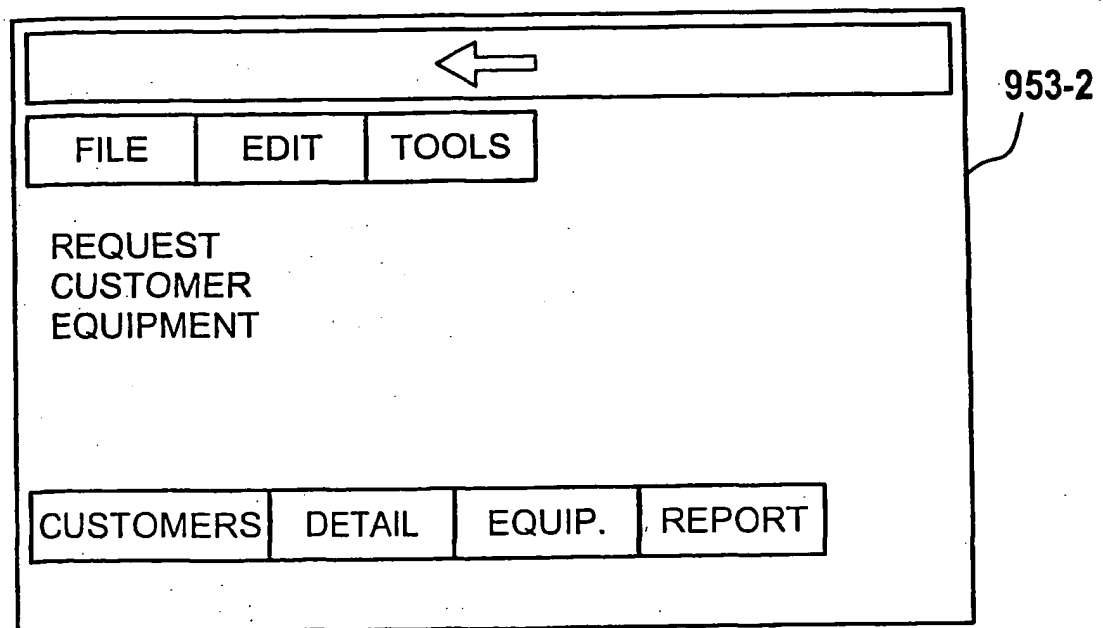 953-2
FILE EDIT TOOLS
REQUEST
CUSTOMER
EQUIPMENT
CUSTOMERS DETAIL EQUIP. REPORT